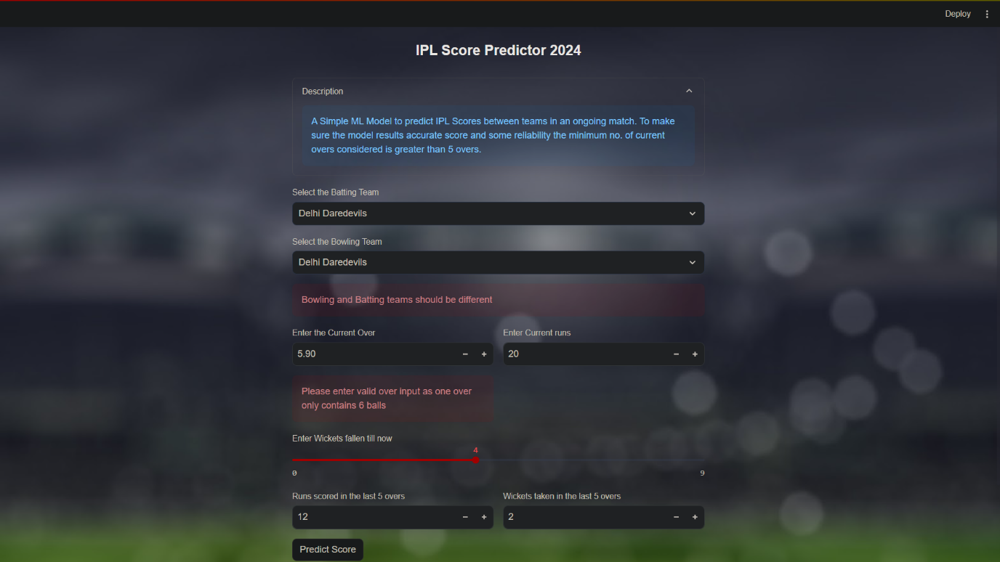 Deploy
IPL Score Predictor 2024
Description
A Simple ML Model to predict IPL Scores between teams in an ongoing match. To make
sure the model results accurate score and some reliability the minimum no. of current
overs considered is greater than 5 overs.
Select the Batting Team
Delhi Daredevils
Select the Bowling Team
Delhi Daredevils
Bowling and Batting teams should be different
Enter the Current Over
Enter Current runs
5.90
20
Please enter valid over input as one over
only contains 6 balls
Enter Wickets fallen till now
4
0
9
Runs scored in the last 5 overs
Wickets taken in the last 5 overs
12
2
Predict Score